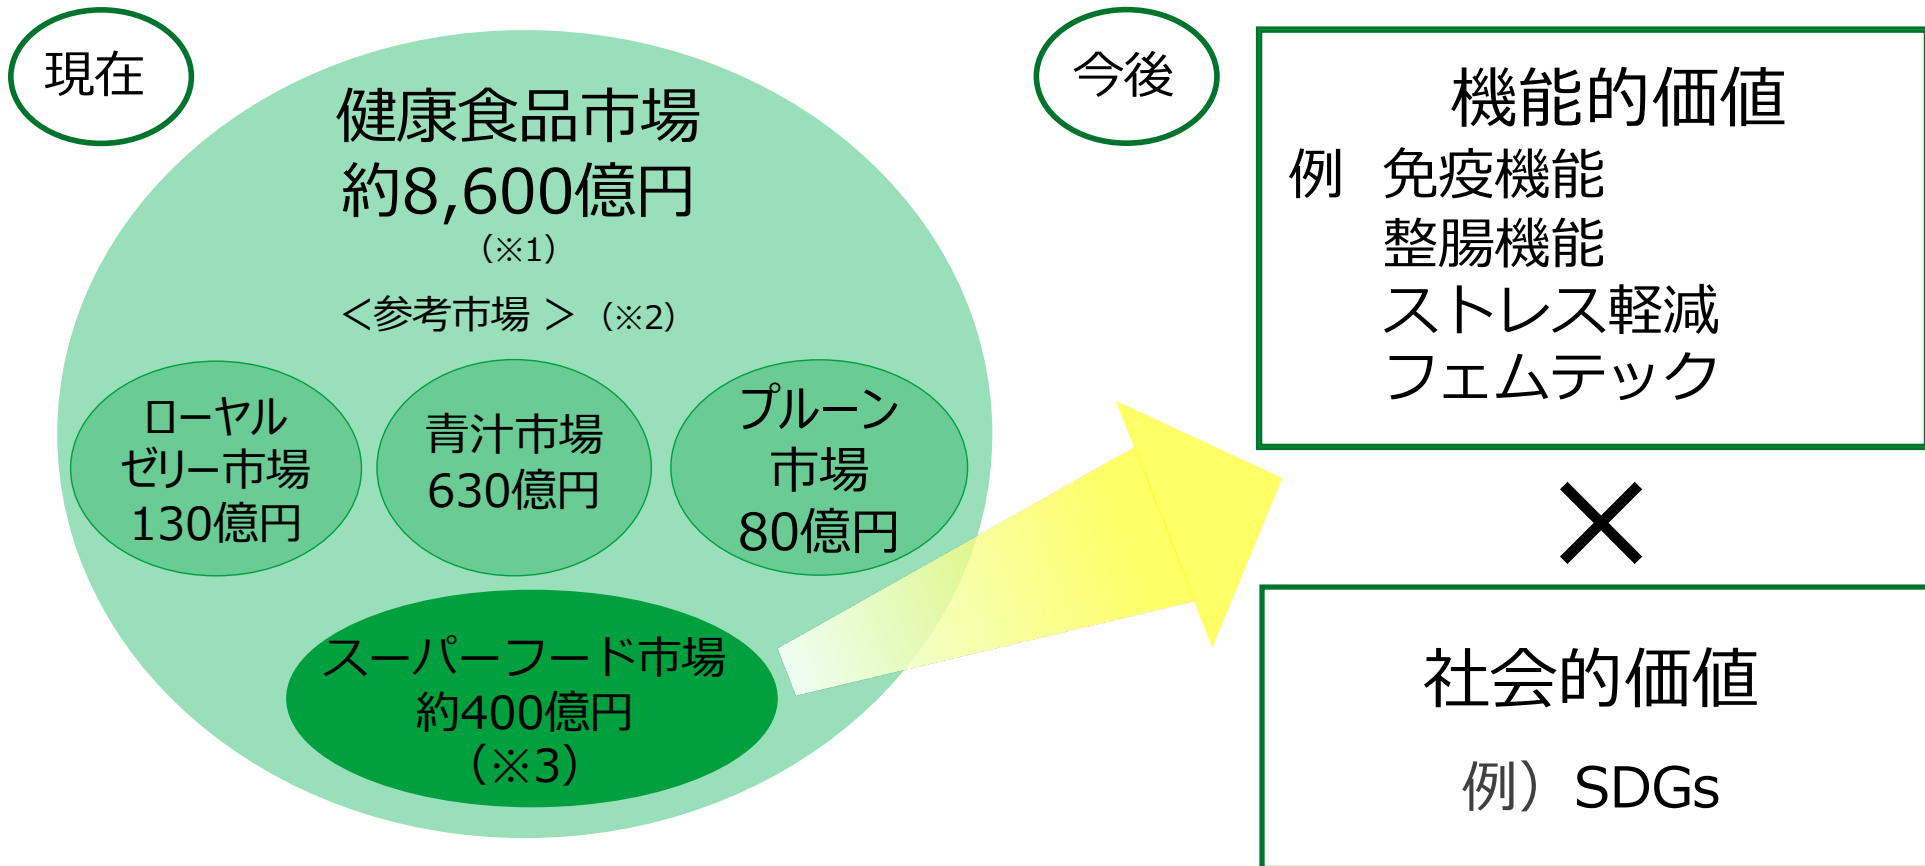 現在
健康食品市場
約8,600億円
（※1）
＜参考市場 ＞（※2）
ローヤル
ゼリー市場
130億円
青汁市場
630億円
プルーン
市場
80億円
スーパーフード市場
約400億円
（※3）
今後
機能的価値
例 免疫機能
整腸機能
ストレス軽減
フェムテック
×
社会的価値
例）SDGs